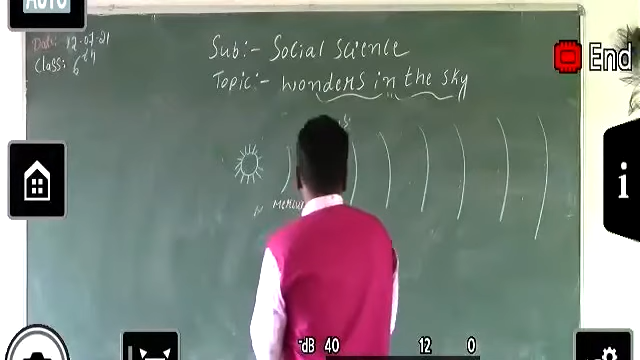 AUTO
Date: 12-07-21
Class: 6th
Sub:- Social Science
Topic:- wonders in the sky
End
i
-dB 40 12 0